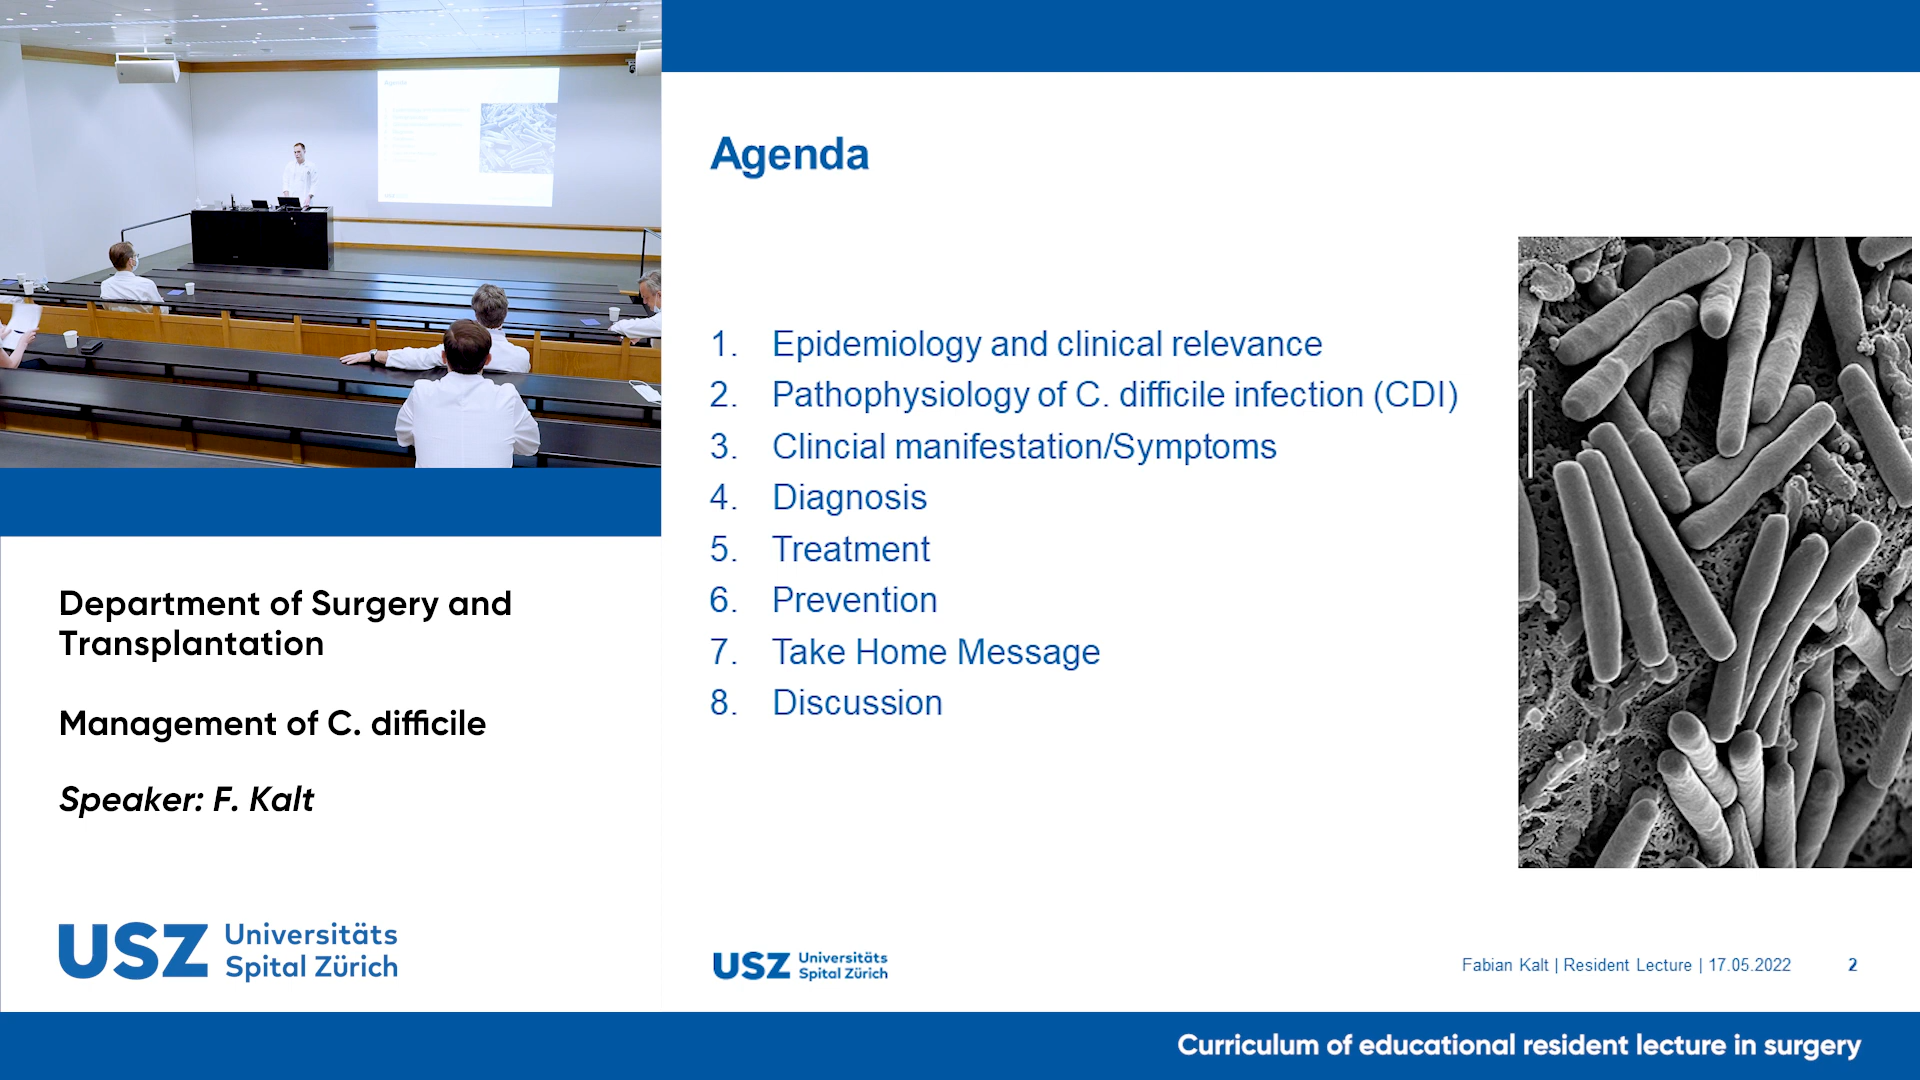 Agenda
1. Epidemiology and clinical relevance
2. Pathophysiology of C. difficile infection (CDI)
3. Clincial manifestation/Symptoms
4. Diagnosis
5. Treatment
6. Prevention
7. Take Home Message
8. Discussion
Department of Surgery and
Transplantation
Management of C. difficile
Speaker: F. Kalt
USZ Universitäts
Spital Zürich
USZ Universitäts
Spital Zürich
Fabian Kalt | Resident Lecture | 17.05.2022 2
Curriculum of educational resident lecture in surgery